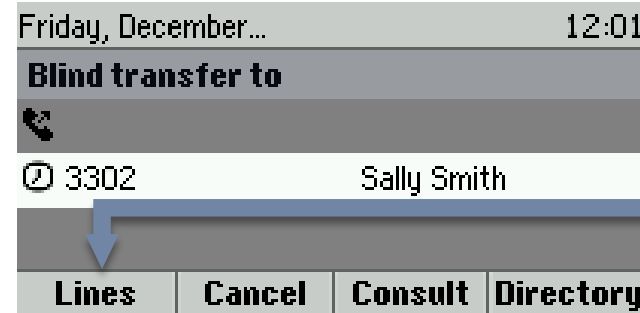 Friday, December... 12:01
Blind transfer to
3302 Sally Smith
Lines Cancel Consult Directory